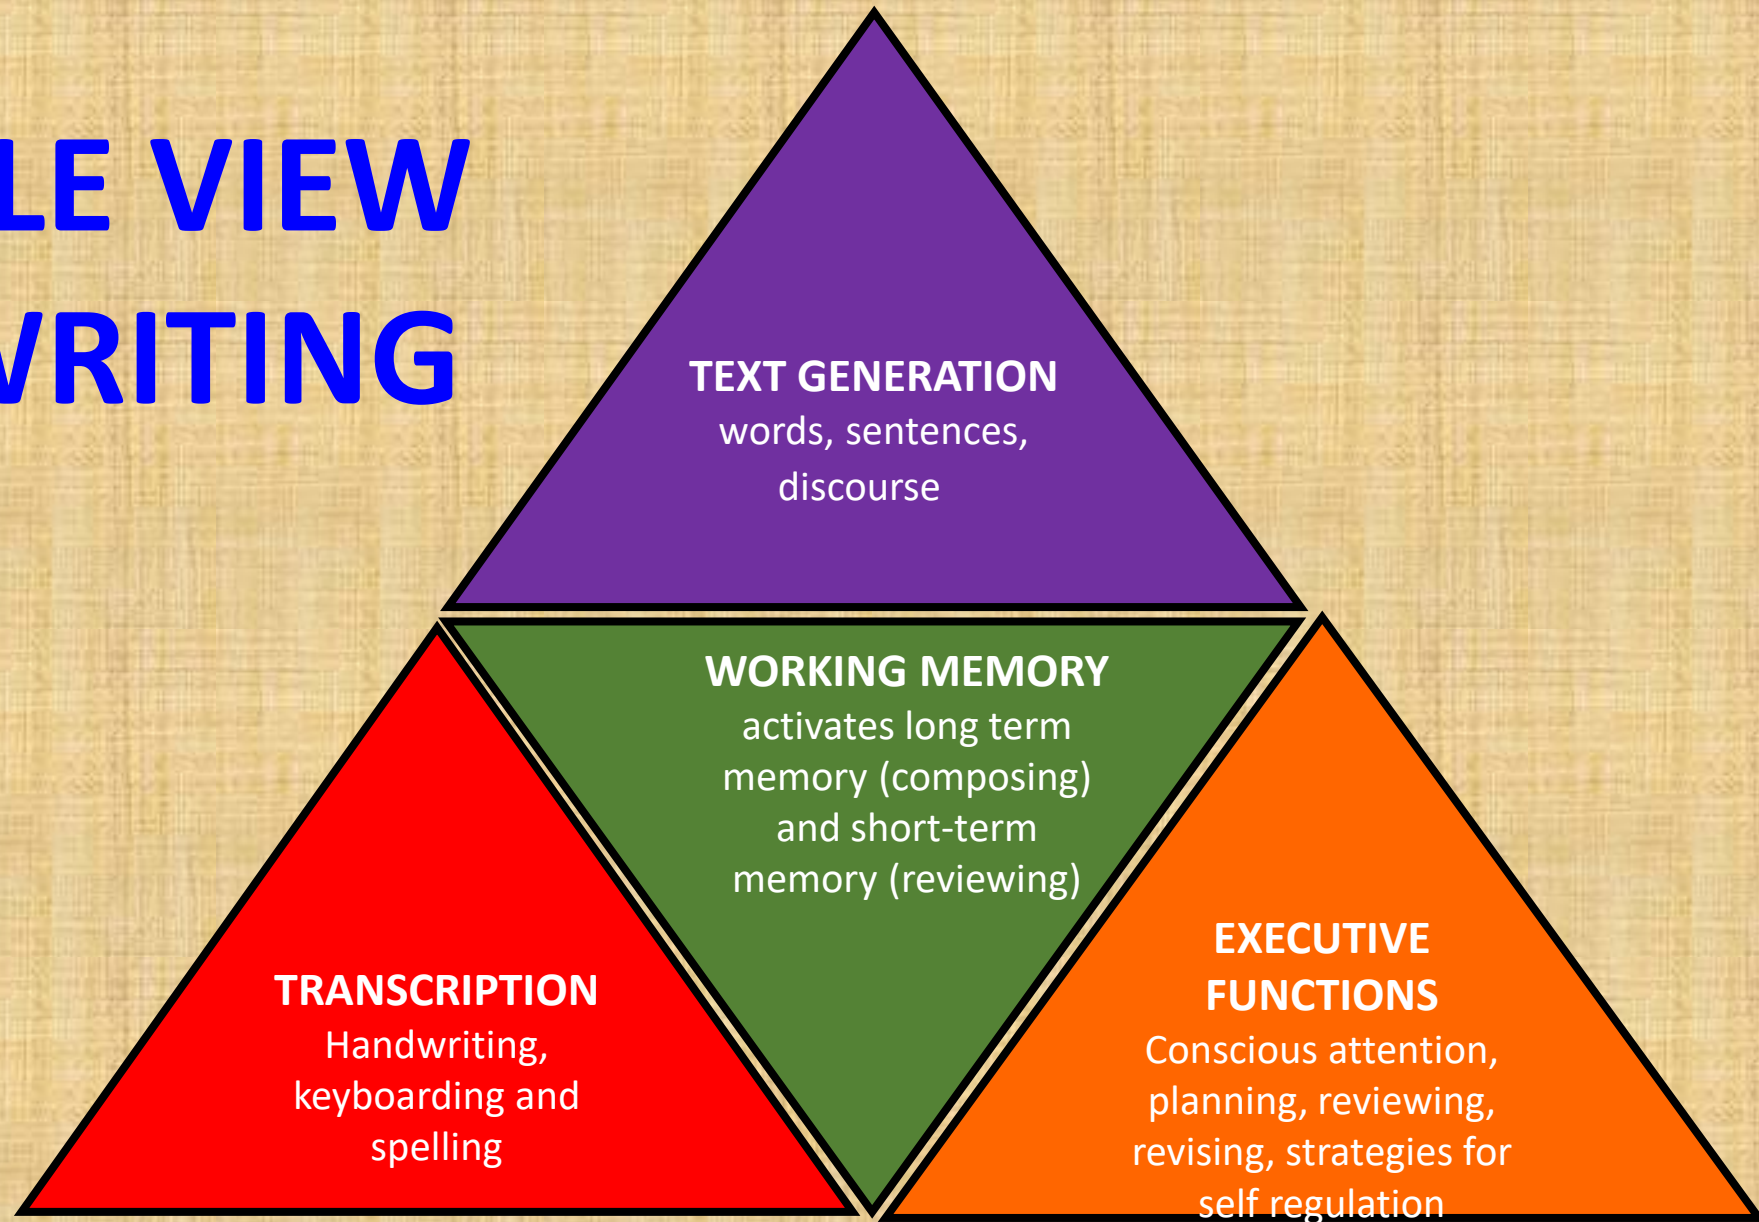 LE VIEW
WRITING
TEXT GENERATION
words, sentences,
discourse
WORKING MEMORY
activates long term
memory (composing)
and short-term
memory (reviewing)
TRANSCRIPTION
Handwriting,
keyboarding and
spelling
EXECUTIVE
FUNCTIONS
Conscious attention,
planning, reviewing,
revising, strategies for
self regulation